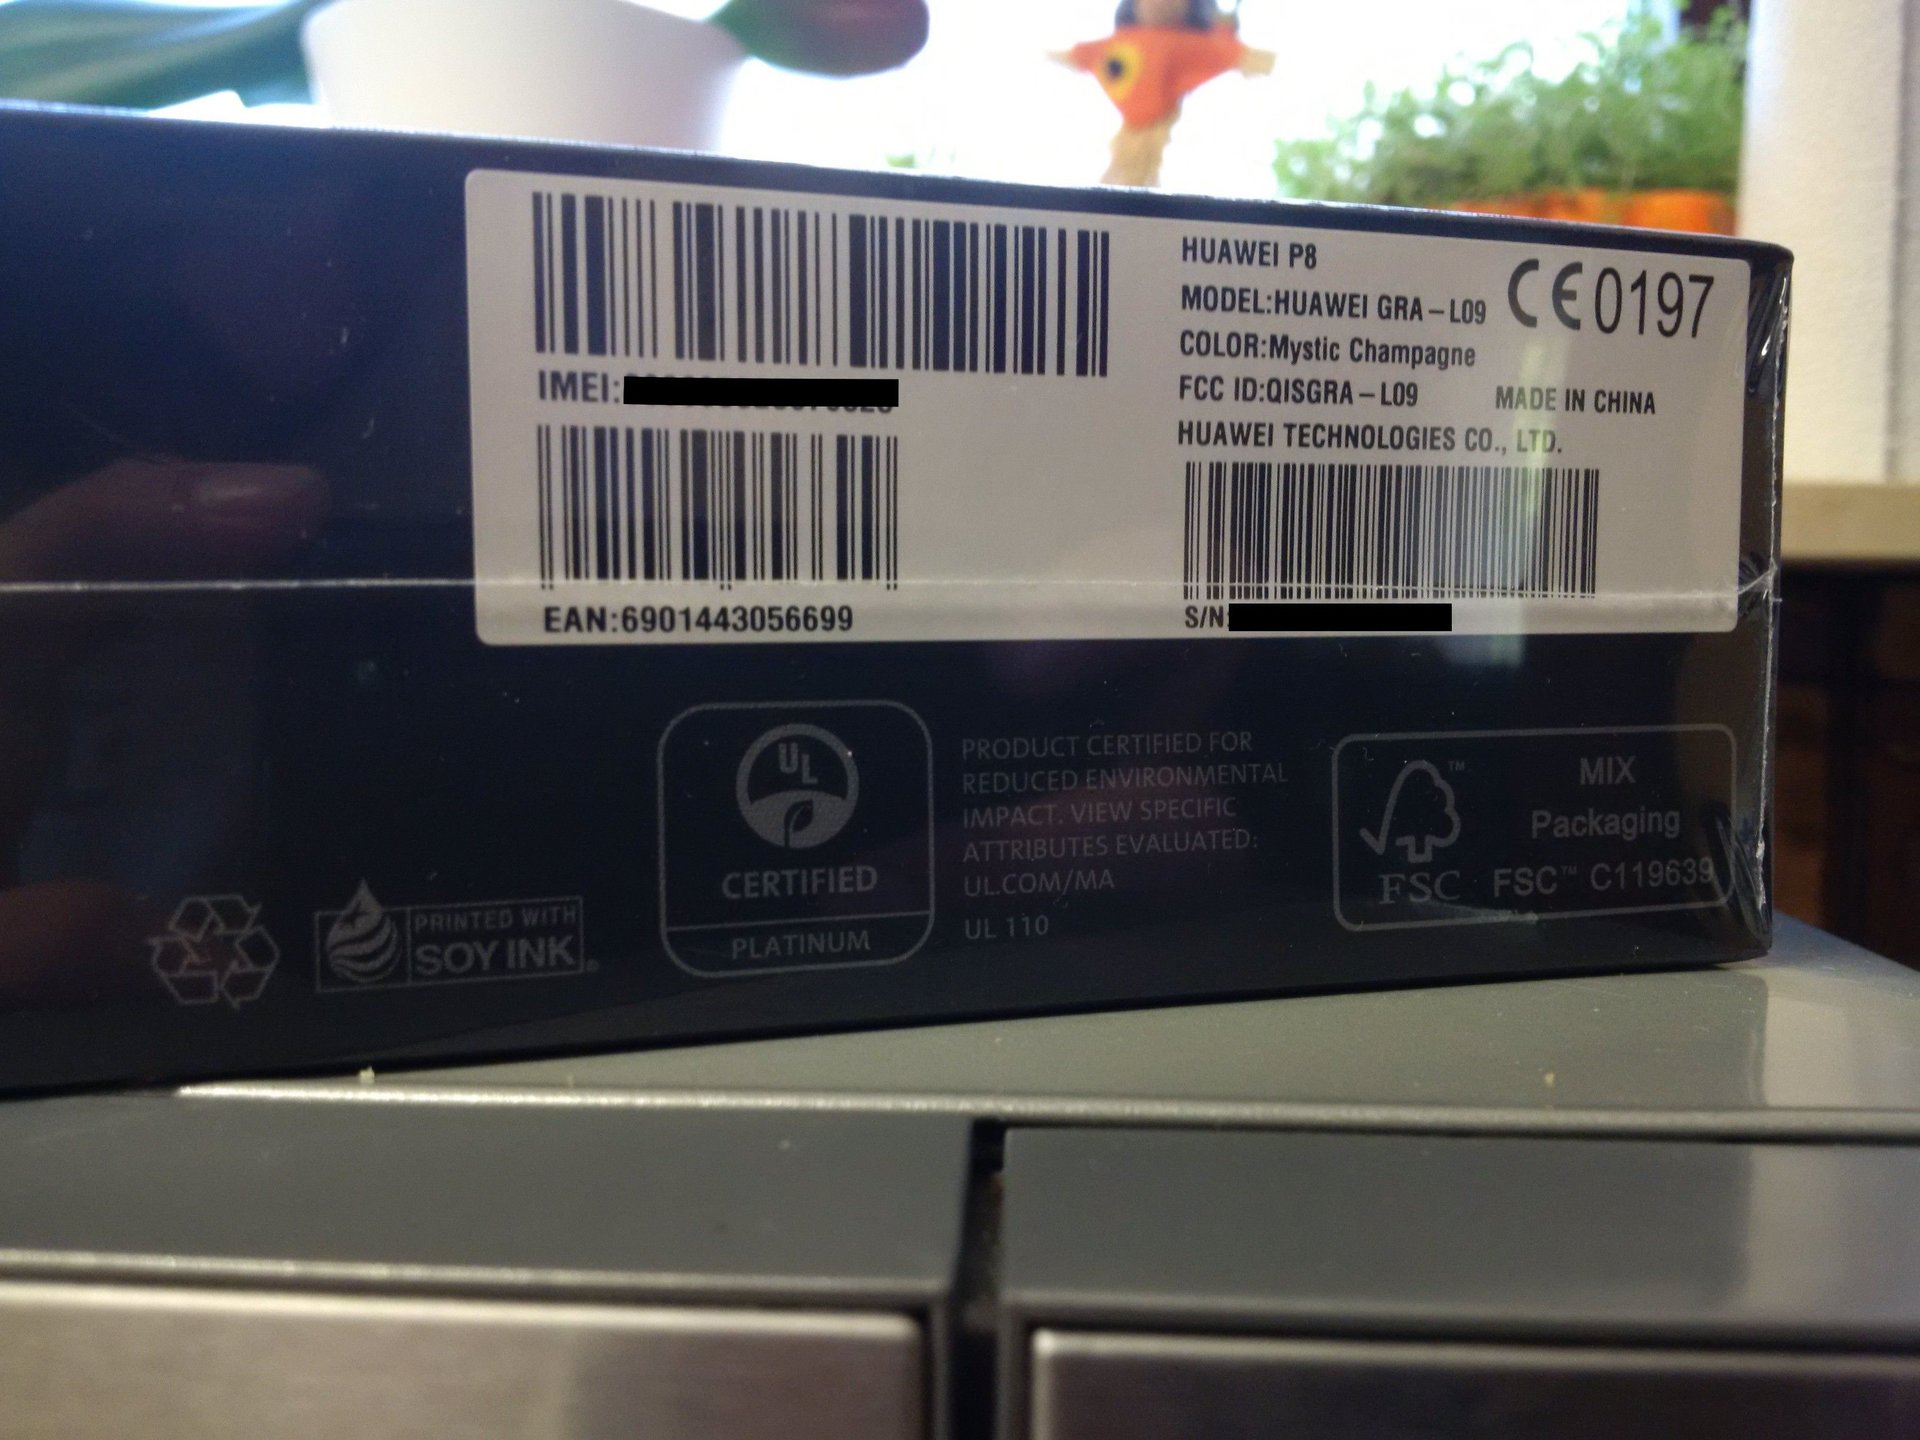 HUAWEI P8
MODEL:HUAWEI GRA-L09
CE0197
COLOR:Mystic Champagne
FCC ID:QISGRA-L09
MADE IN CHINA
HUAWEI TECHNOLOGIES CO., LTD.
IMEI:
EAN:6901443056699
S/N:
PRINTED WITH
SOY INK
UL
CERTIFIED
PLATINUM
PRODUCT CERTIFIED FOR
REDUCED ENVIRONMENTAL
IMPACT. VIEW SPECIFIC
ATTRIBUTES EVALUATED:
UL.COM/MA
UL 110
FSC
MIX
Packaging
FSC™ C119639